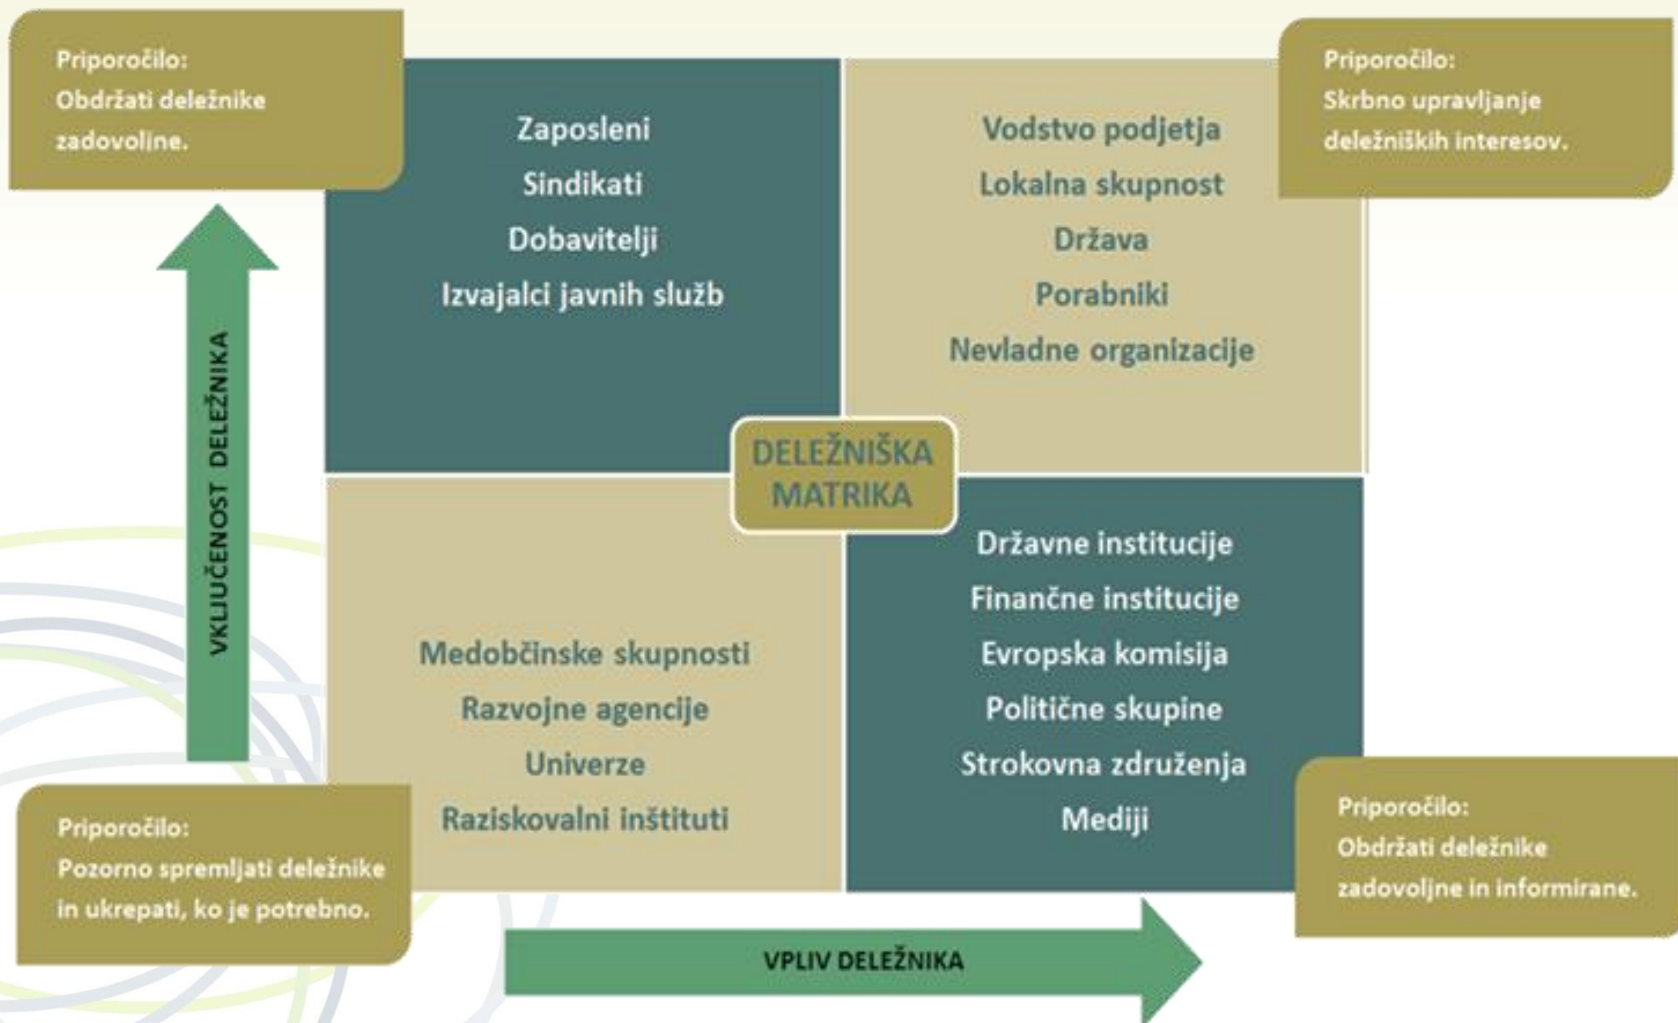 Priporočilo:
Obdržati deležnike
zadovoljne.
Zaposleni
Sindikati
Dobavitelji
Izvajalci javnih služb
Vodstvo podjetja
Lokalna skupnost
Država
Porabniki
Nevladne organizacije
Priporočilo:
Skrbno upravljanje
deležniških interesov.
VKLJUČENOST DELEŽNIKA
DELEŽNIŠKA
MATRIKA
Medobčinske skupnosti
Razvojne agencije
Univerze
Raziskovalni inštituti
Državne institucije
Finančne institucije
Evropska komisija
Politične skupine
Strokovna združenja
Mediji
Priporočilo:
Pozorno spremljati deležnike
in ukrepati, ko je potrebno.
Priporočilo:
Obdržati deležnike
zadovoljne in informirane.
VPLIV DELEŽNIKA